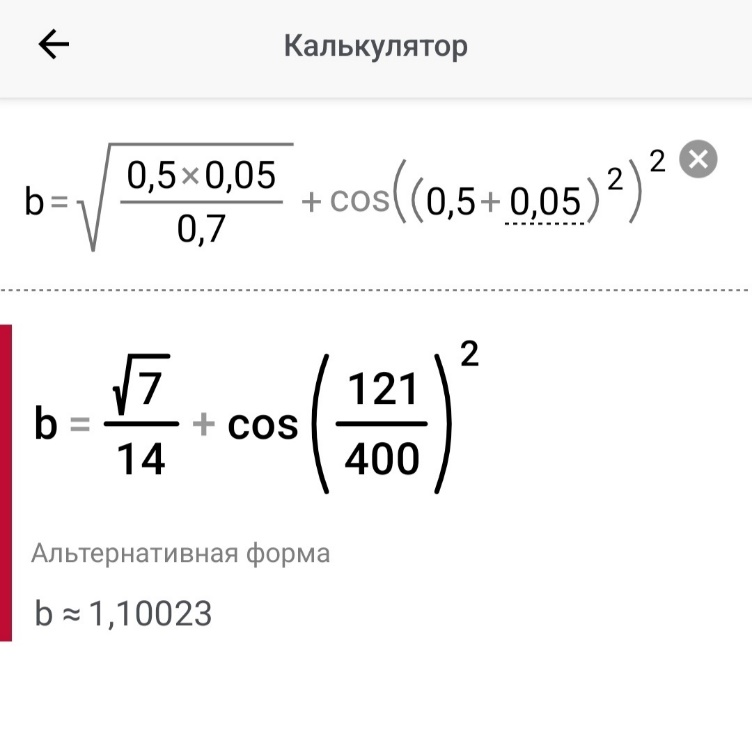 Калькулятор
b=√(0,5×0,05/0,7) + cos((0,5+0,05)²)²
b = √7/14 + cos(121/400)²
Альтернативная форма
b ≈ 1,10023